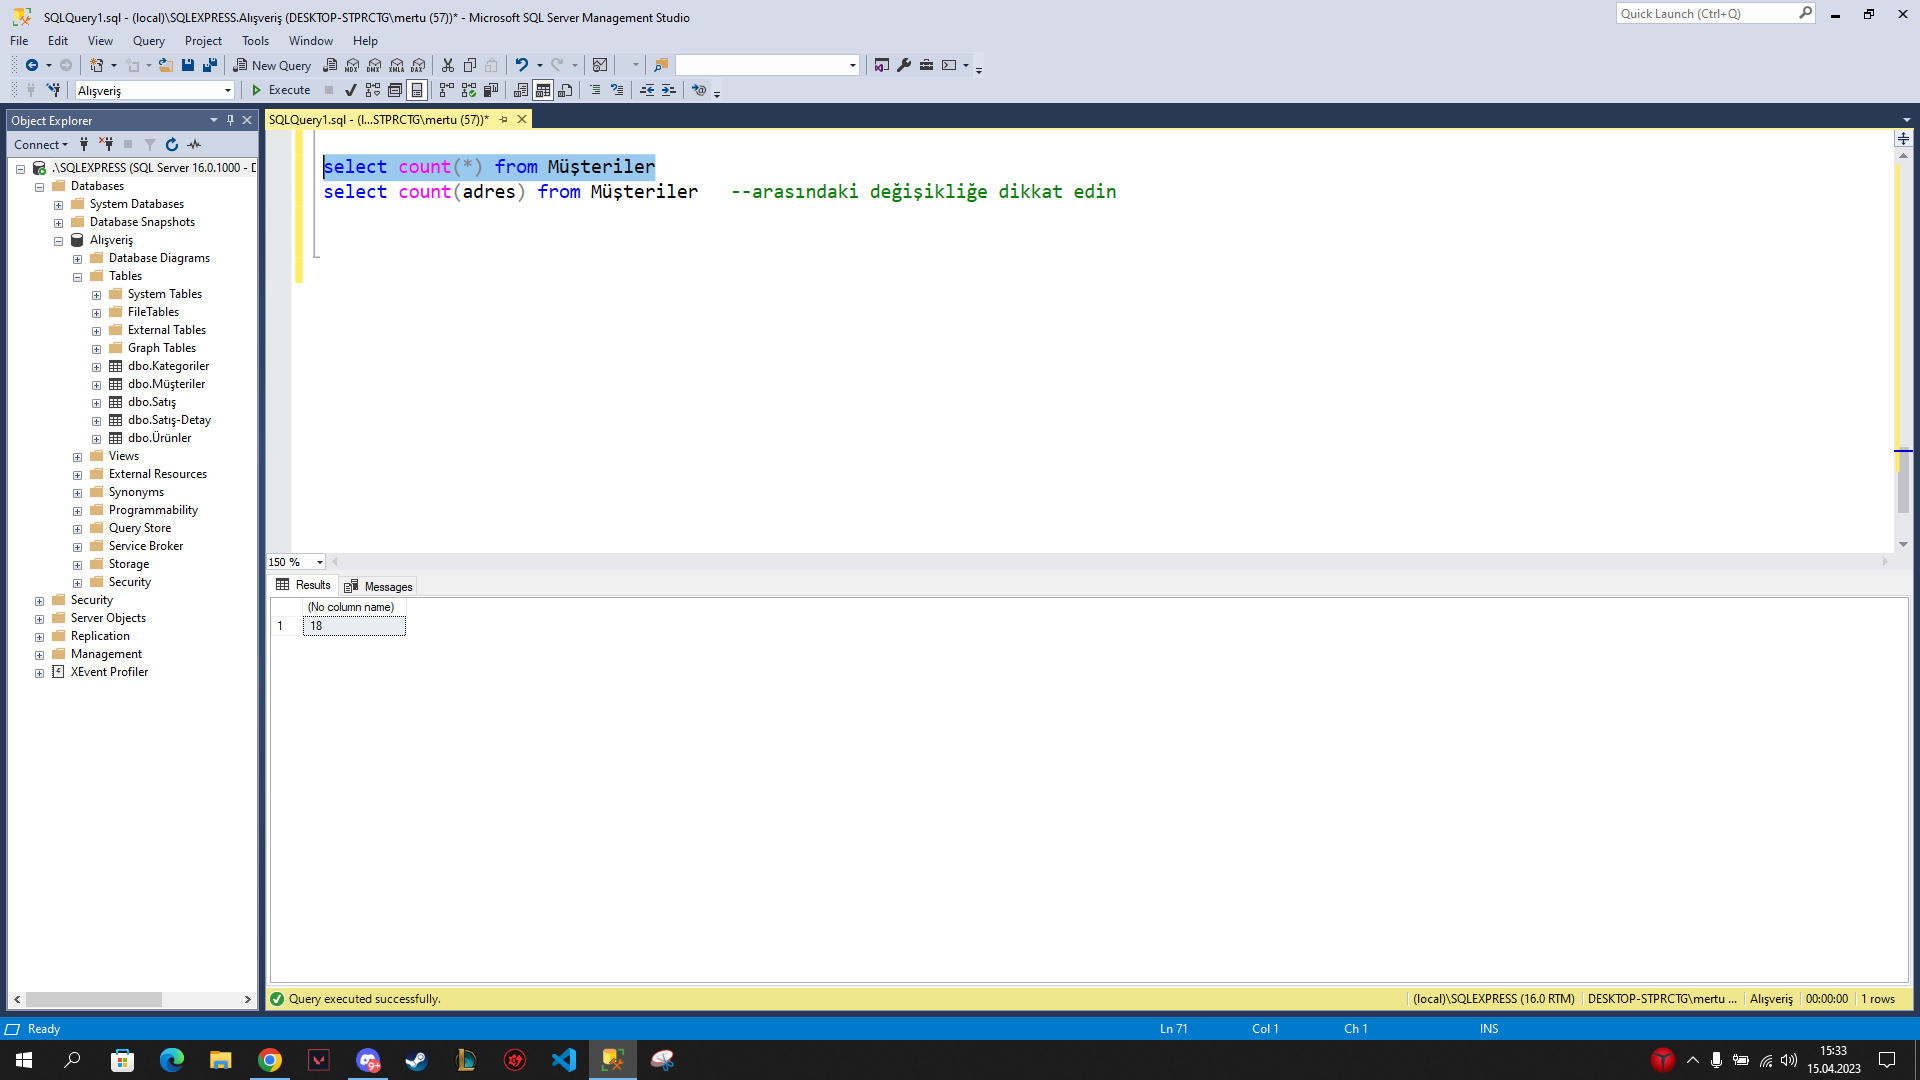 SQLQuery1.sql - (local)\SQLEXPRESS.Alışveriş (DESKTOP-STPRCTG\mertu (57))* - Microsoft SQL Server Management Studio
Quick Launch (Ctrl+Q)
File Edit View Query Project Tools Window Help
New Query
MDX DMX XMLA DAX
Alışveriş
Execute
Object Explorer
SQLQuery1.sql - (l...STPRCTG\mertu (57))*
Connect
.\SQLEXPRESS (SQL Server 16.0.1000 - D
Databases
System Databases
Database Snapshots
Alışveriş
Database Diagrams
Tables
System Tables
FileTables
External Tables
Graph Tables
dbo.Kategoriler
dbo.Müşteriler
dbo.Satış
dbo.Satış-Detay
dbo.Ürünler
Views
External Resources
Synonyms
Programmability
Query Store
Service Broker
Storage
Security
Security
Server Objects
Replication
Management
XEvent Profiler
select count(*) from Müşteriler
select count(adres) from Müşteriler --arasındaki değişikliğe dikkat edin
150 %
Results Messages
(No column name)
1 18
Query executed successfully.
(local)\SQLEXPRESS (16.0 RTM) DESKTOP-STPRCTG\mertu ... Alışveriş 00:00:00 1 rows
Ready
Ln 71 Col 1 Ch 1 INS
9+
15:33
15.04.2023